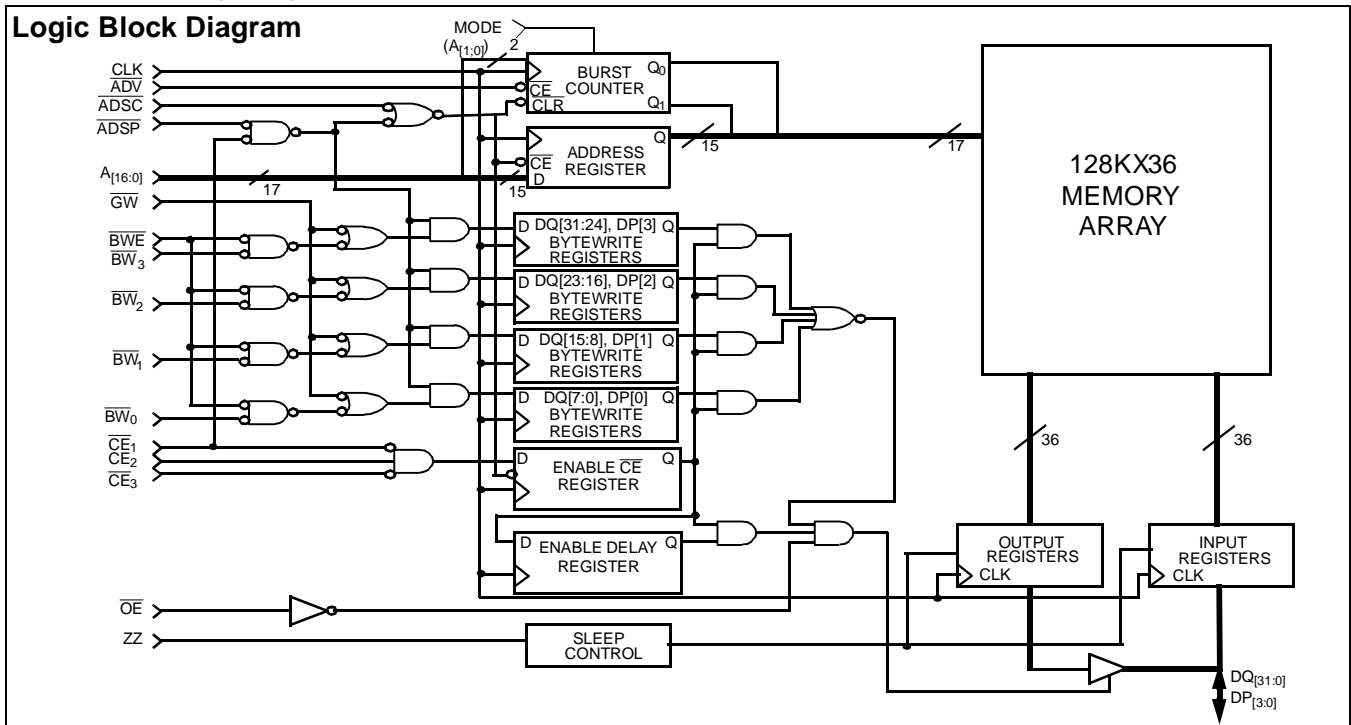 Logic Block Diagram
MODE
(A[1;0])
2
CLK
ADV
ADSC
ADSP
A[16:0]
17
GW
BWE
BW3
BW2
BW1
BW0
CE1
CE2
CE3
OE
ZZ
BURST
COUNTER
CE
CLR
Q0
Q1
ADDRESS
REGISTER
CE
D
Q
15
15
17
128KX36
MEMORY
ARRAY
D DQ[31:24], DP[3] Q
BYTEWRITE
REGISTERS
D DQ[23:16], DP[2] Q
BYTEWRITE
REGISTERS
D DQ[15:8], DP[1] Q
BYTEWRITE
REGISTERS
D DQ[7:0], DP[0] Q
BYTEWRITE
REGISTERS
D ENABLE CE Q
REGISTER
D ENABLE DELAY Q
REGISTER
SLEEP
CONTROL
36
36
OUTPUT
REGISTERS
CLK
INPUT
REGISTERS
CLK
DQ[31:0]
DP[3:0]